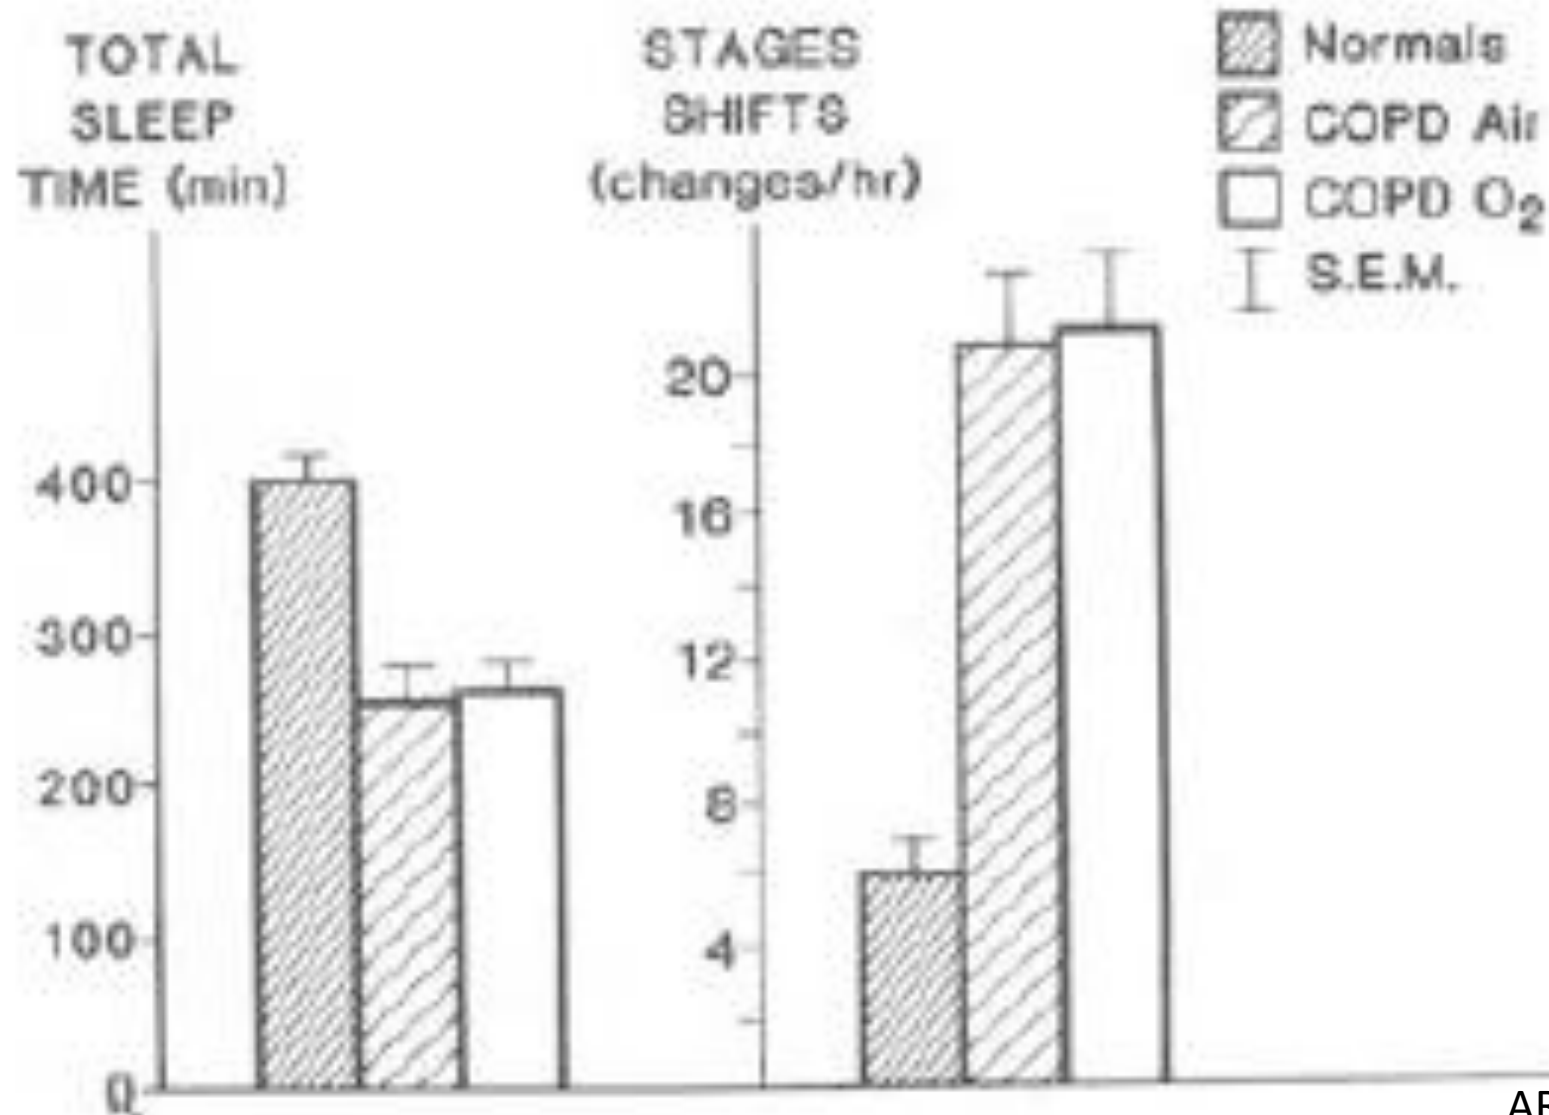 TOTAL
SLEEP
TIME (min)
400
300
200
100
0
STAGES
SHIFTS
(changes/hr)
20
16
12
8
4
Normals
COPD Air
COPD O2
S.E.M.